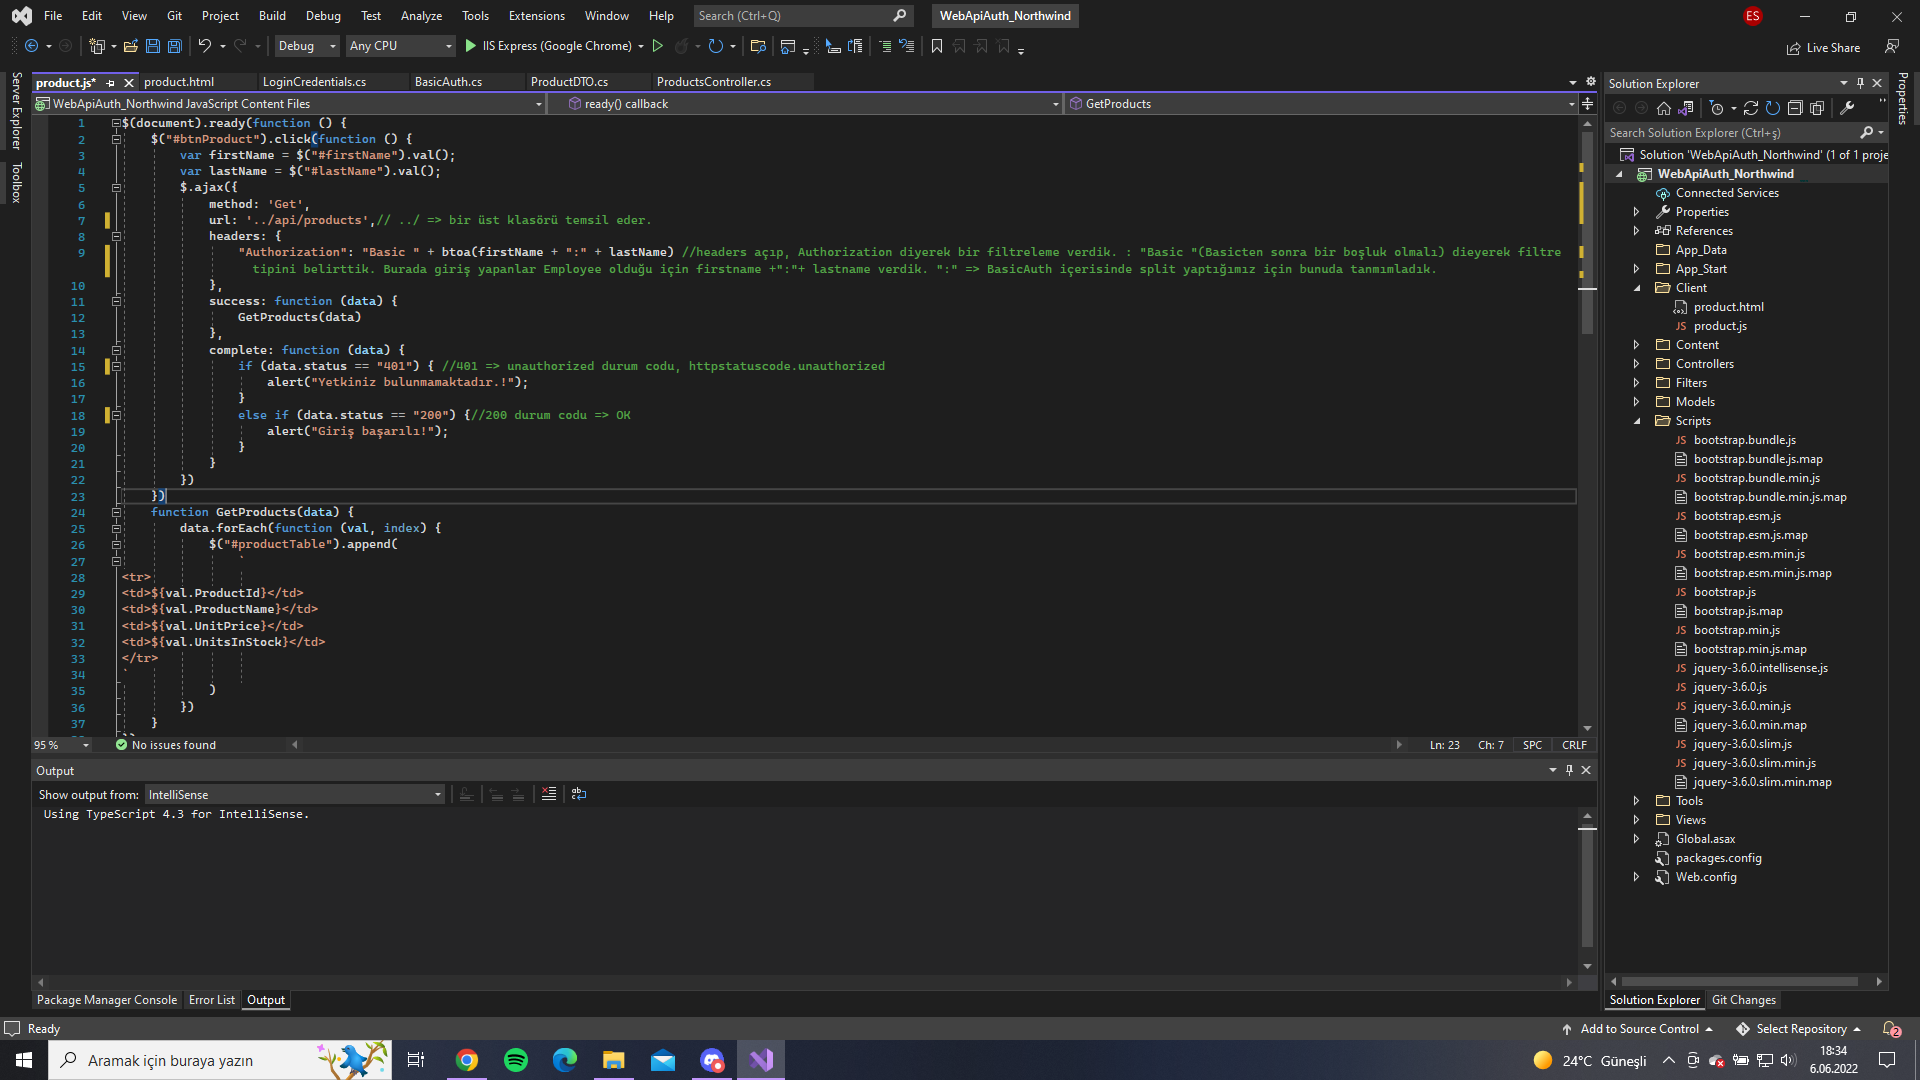 File Edit View Git Project Build Debug Test Analyze Tools Extensions Window Help Search (Ctrl+Q) WebApiAuth_Northwind ES
Debug Any CPU IIS Express (Google Chrome) Live Share
Server Explorer
Toolbox
product.js* product.html LoginCredentials.cs BasicAuth.cs ProductDTO.cs ProductsController.cs
WebApiAuth_Northwind JavaScript Content Files ready() callback GetProducts
1 $(document).ready(function () {
2 $("#btnProduct").click(function () {
3 var firstName = $("#firstName").val();
4 var lastName = $("#lastName").val();
5 $.ajax({
6 method: 'Get',
7 url: '../api/products',// ../ => bir üst klasörü temsil eder.
8 headers: {
9 "Authorization": "Basic " + btoa(firstName + ":" + lastName) //headers açıp, Authorization diyerek bir filtreleme verdik. : "Basic "(Basicten sonra bir boşluk olmalı) dieyerek filtre
tipini belirttik. Burada giriş yapanlar Employee olduğu için firstname +":"+ lastname verdik. ":" => BasicAuth içerisinde split yaptığımız için bunuda tanmımladık.
10 },
11 success: function (data) {
12 GetProducts(data)
13 },
14 complete: function (data) {
15 if (data.status == "401") { //401 => unauthorized durum codu, httpstatuscode.unauthorized
16 alert("Yetkiniz bulunmamaktadır.!");
17 }
18 else if (data.status == "200") {//200 durum codu => OK
19 alert("Giriş başarılı!");
20 }
21 }
22 })
23 })
24 function GetProducts(data) {
25 data.forEach(function (val, index) {
26 $("#productTable").append(
27 `
28 <tr>
29 <td>${val.ProductId}</td>
30 <td>${val.ProductName}</td>
31 <td>${val.UnitPrice}</td>
32 <td>${val.UnitsInStock}</td>
33 </tr>
34 `
35 )
36 })
37 }
95 % No issues found Ln: 23 Ch: 7 SPC CRLF
Output
Show output from: IntelliSense
Using TypeScript 4.3 for IntelliSense.
Package Manager Console Error List Output
Solution Explorer
Search Solution Explorer (Ctrl+ş)
Solution 'WebApiAuth_Northwind' (1 of 1 proje
WebApiAuth_Northwind
Connected Services
Properties
References
App_Data
App_Start
Client
product.html
JS product.js
Content
Controllers
Filters
Models
Scripts
JS bootstrap.bundle.js
bootstrap.bundle.js.map
JS bootstrap.bundle.min.js
bootstrap.bundle.min.js.map
JS bootstrap.esm.js
bootstrap.esm.js.map
JS bootstrap.esm.min.js
bootstrap.esm.min.js.map
JS bootstrap.js
bootstrap.js.map
JS bootstrap.min.js
bootstrap.min.js.map
JS jquery-3.6.0.intellisense.js
JS jquery-3.6.0.js
JS jquery-3.6.0.min.js
jquery-3.6.0.min.map
JS jquery-3.6.0.slim.js
JS jquery-3.6.0.slim.min.js
jquery-3.6.0.slim.min.map
Tools
Views
Global.asax
packages.config
Web.config
Solution Explorer Git Changes
Properties
Ready Add to Source Control Select Repository 2
Aramak için buraya yazın 24°C Güneşli 18:34
6.06.2022